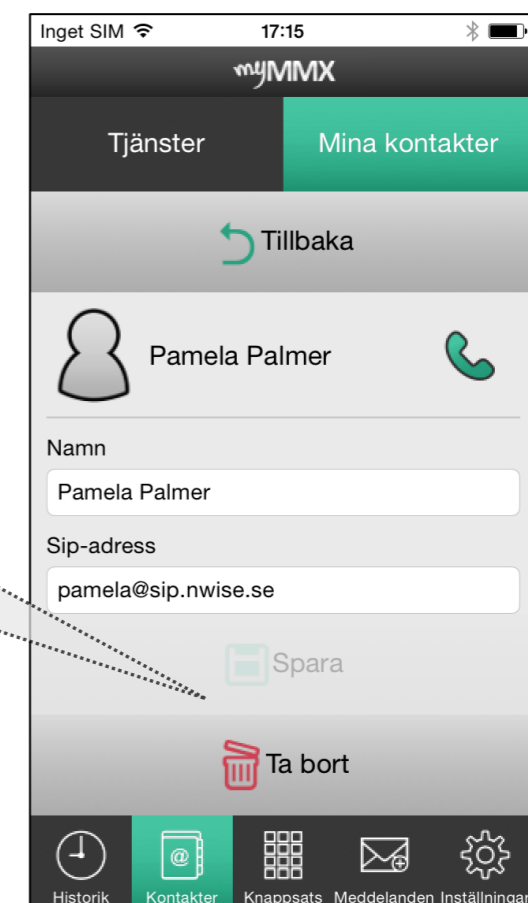 Inget SIM 17:15
myMMX
Tjänster Mina kontakter
Tillbaka
Pamela Palmer
Namn
Pamela Palmer
Sip-adress
pamela@sip.nwise.se
Spara
Ta bort
@
Historik Kontakter Knappsats Meddelanden Inställningar